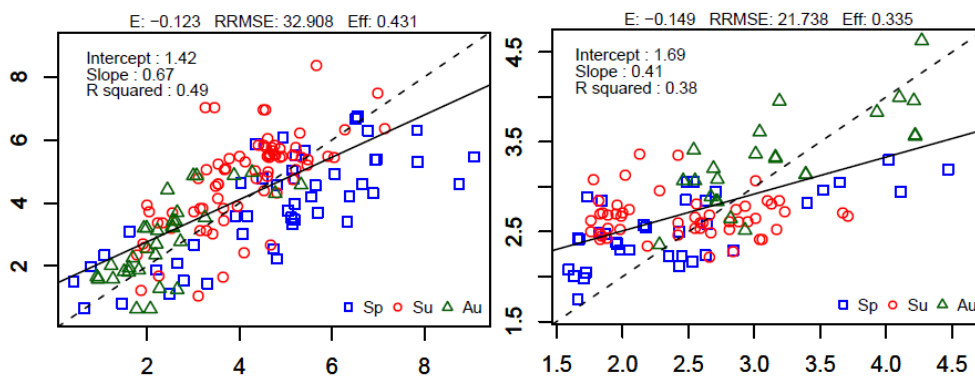 E: −0.123 RRMSE: 32.908 Eff: 0.431
Intercept : 1.42
Slope : 0.67
R squared : 0.49
8
6
4
2
Sp Su Au
2 4 6 8
E: −0.149 RRMSE: 21.738 Eff: 0.335
Intercept : 1.69
Slope : 0.41
R squared : 0.38
4.5
3.5
2.5
1.5
Sp Su Au
1.5 2.0 2.5 3.0 3.5 4.0 4.5